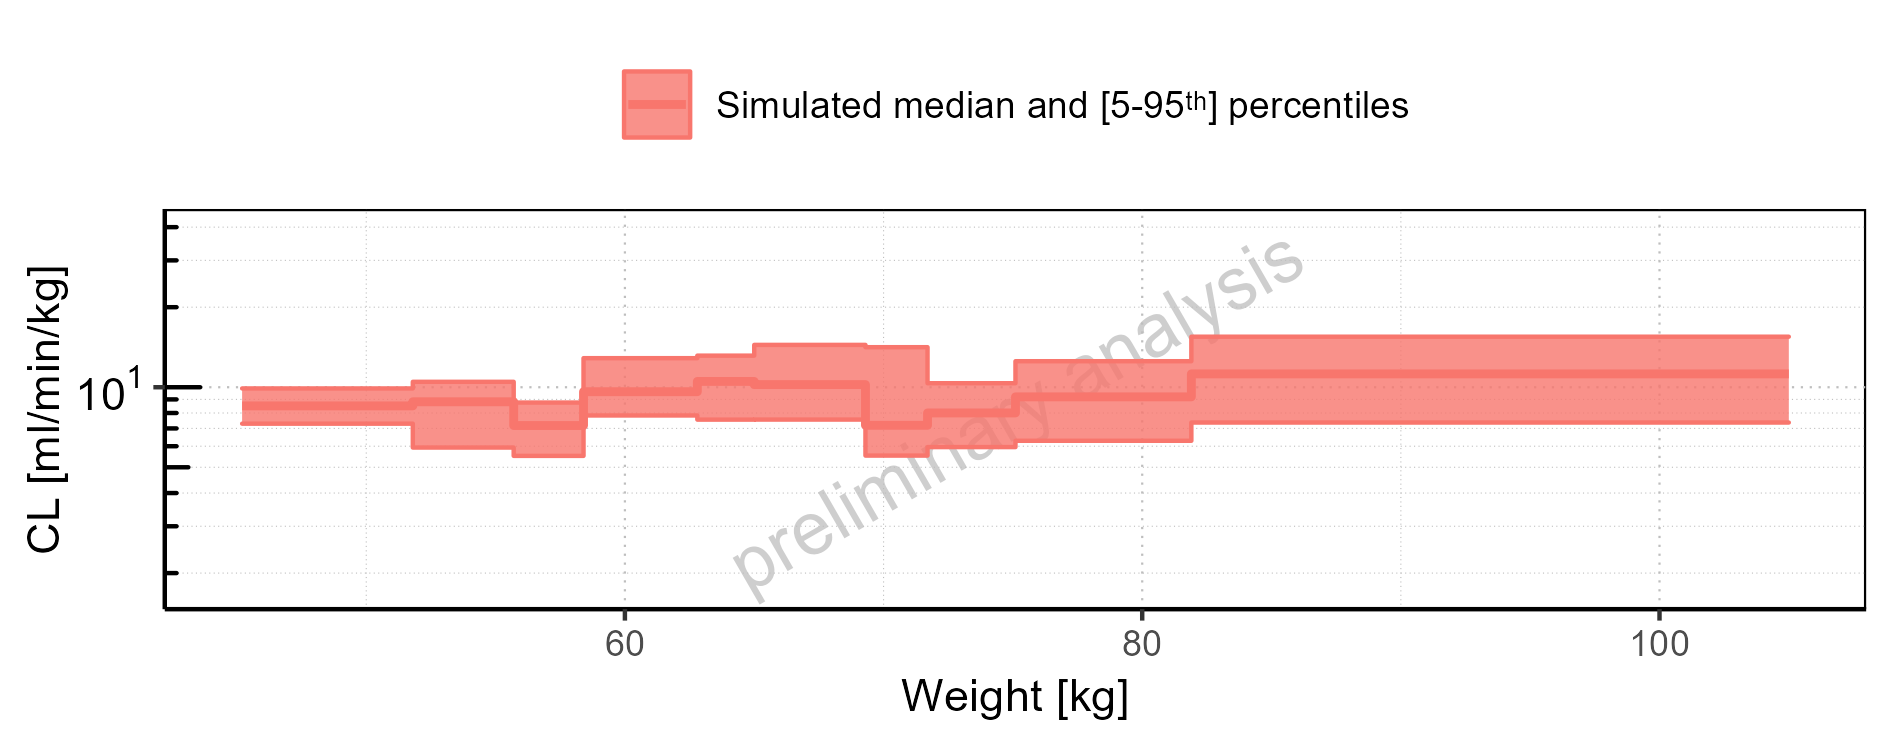 Simulated median and [5-95th] percentiles
CL [ml/min/kg]
10^1
preliminary analysis
60 80 100
Weight [kg]